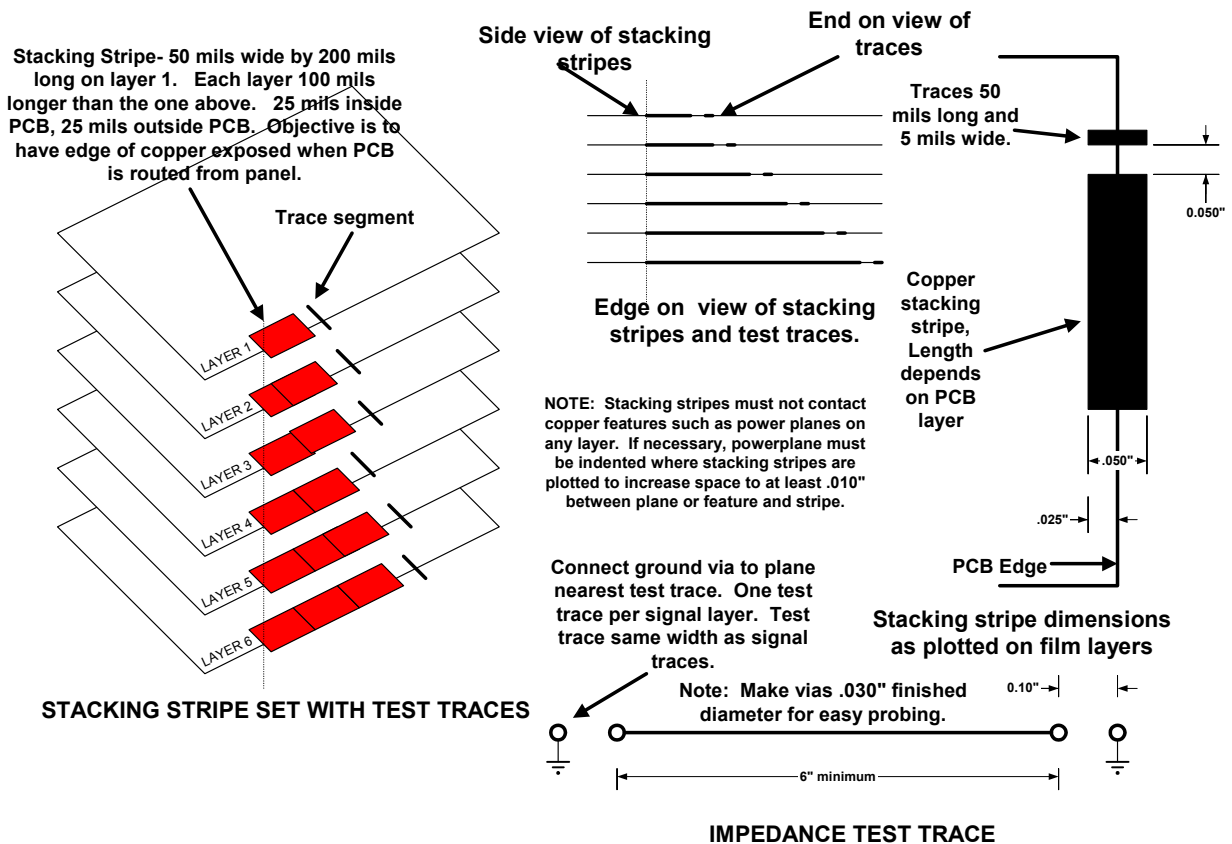 Stacking Stripe- 50 mils wide by 200 mils
long on layer 1. Each layer 100 mils
longer than the one above. 25 mils inside
PCB, 25 mils outside PCB. Objective is to
have edge of copper exposed when PCB
is routed from panel.
Trace segment
LAYER 1
LAYER 2
LAYER 3
LAYER 4
LAYER 5
LAYER 6
STACKING STRIPE SET WITH TEST TRACES
Side view of stacking
stripes
End on view of
traces
Edge on view of stacking
stripes and test traces.
NOTE: Stacking stripes must not contact
copper features such as power planes on
any layer. If necessary, powerplane must
be indented where stacking stripes are
plotted to increase space to at least .010"
between plane or feature and stripe.
Traces 50
mils long and
5 mils wide.
0.050"
Copper
stacking
stripe,
Length
depends
on PCB
layer
.050"
.025"
PCB Edge
Stacking stripe dimensions
as plotted on film layers
Connect ground via to plane
nearest test trace. One test
trace per signal layer. Test
trace same width as signal
traces.
Note: Make vias .030" finished
diameter for easy probing.
0.10"
6" minimum
IMPEDANCE TEST TRACE